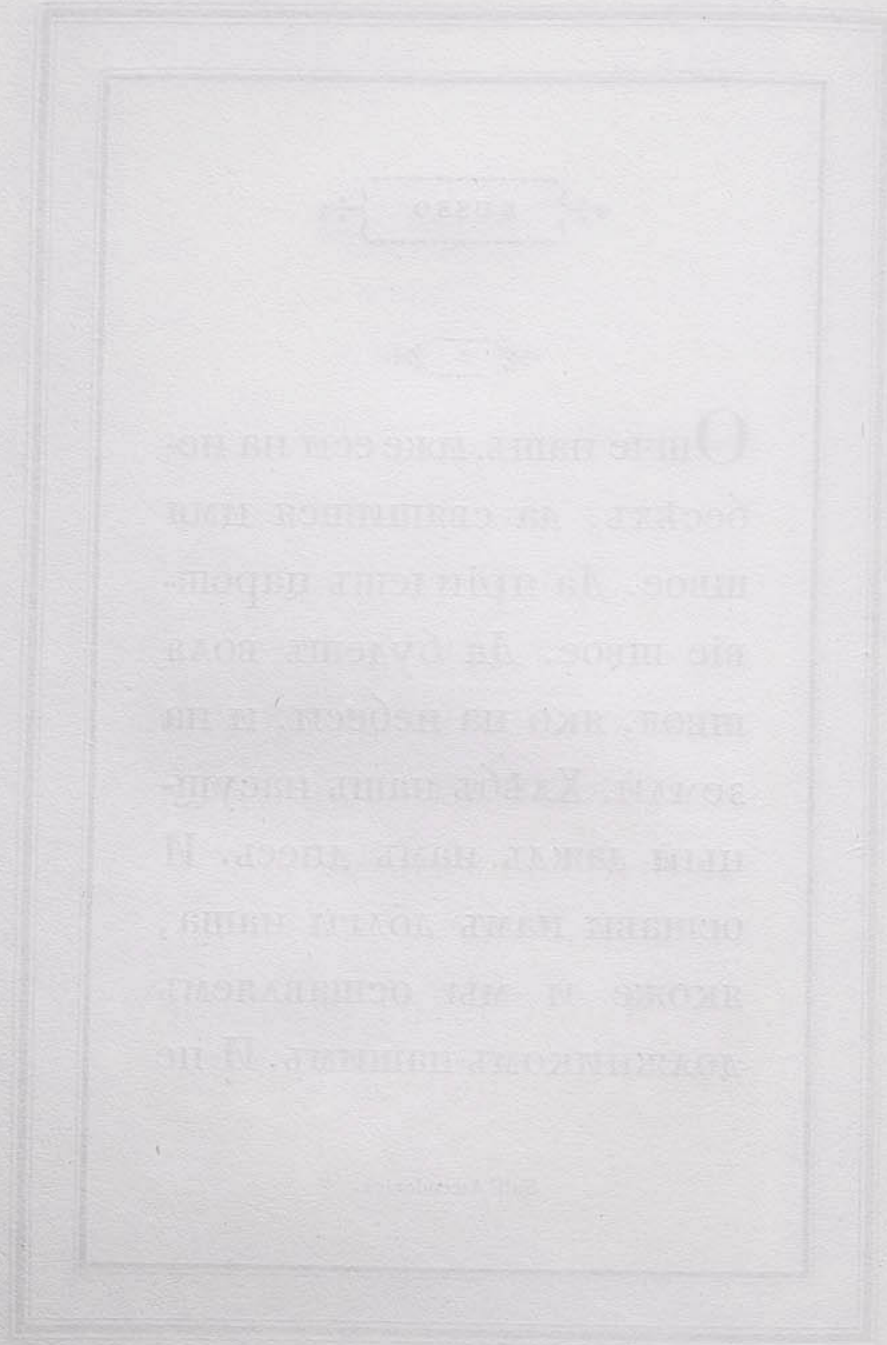 Отче нашъ, иже еси на не-
бесѣхъ, да святится имя
твое. Да пріидетъ царст-
віе твое. Да будетъ воля
твоя, яко на небеси, и на
земли. Хлѣбъ нашъ насущ-
ный даждь намъ днесь. И
остави намъ долги наша,
якоже и мы оставляемъ
должникомъ нашимъ. И не